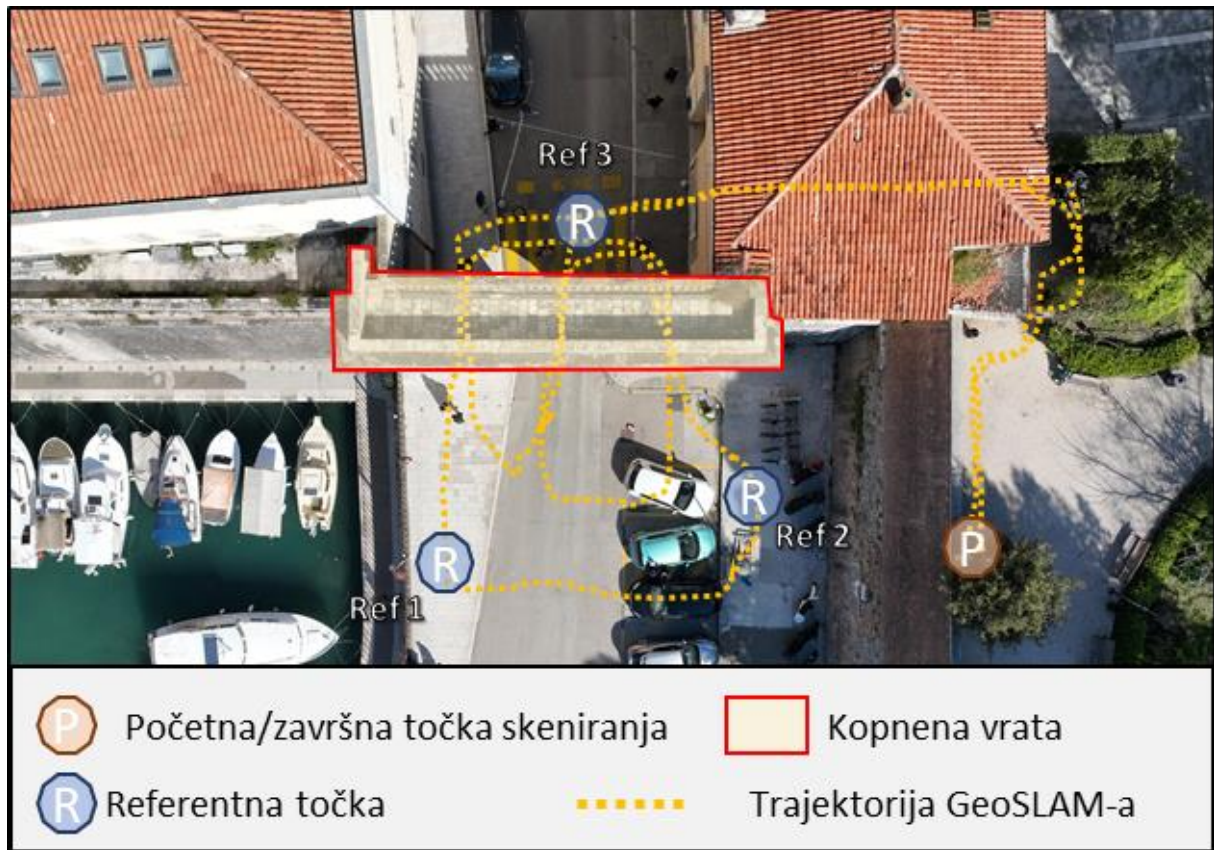 Ref 3
R
R
Ref 2
P
R
Ref 1
P Početna/završna točka skeniranja
Kopnena vrata
R Referentna točka
Trajektorija GeoSLAM-a